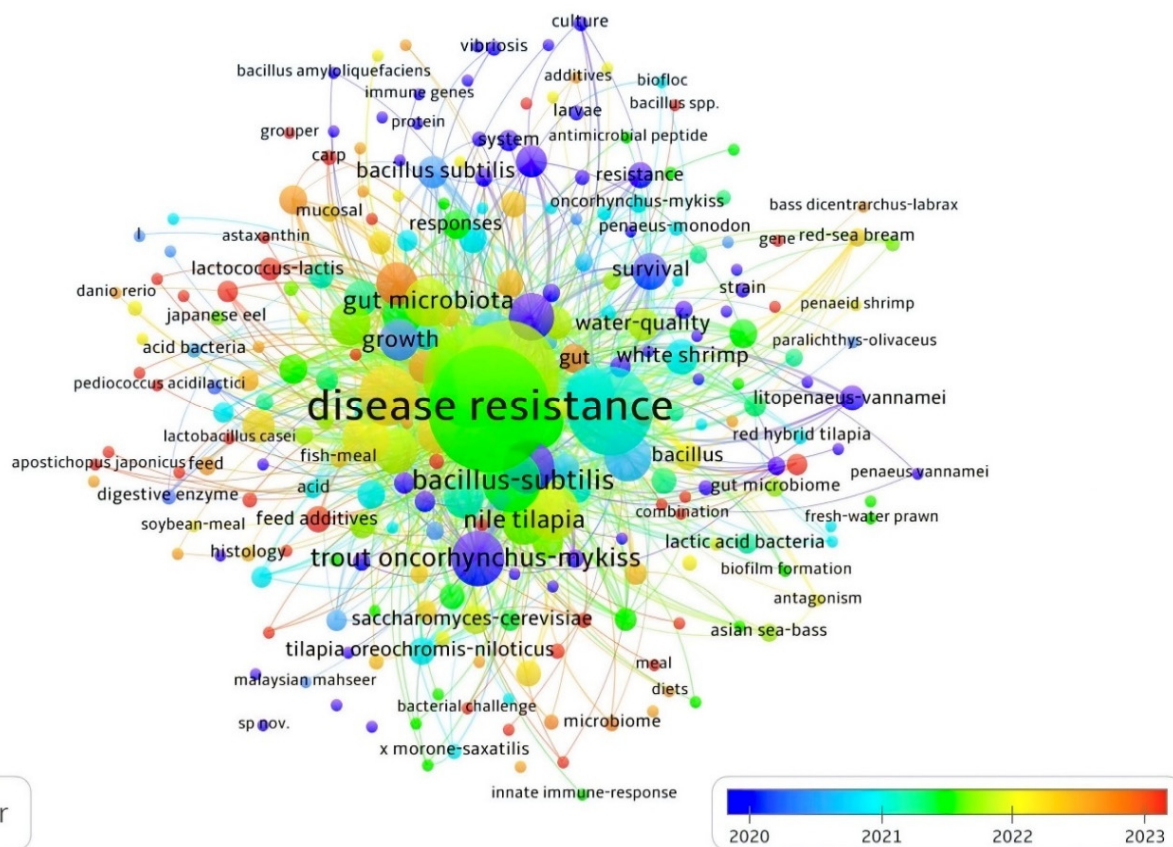 culture
vibriosis
bacillus amyloliquefaciens
additives
biofloc
immune genes
larvae
bacillus spp.
protein
grouper
system
antimicrobial peptide
carp
bacillus subtilis
resistance
mucosal
responses
oncorhynchus-mykiss
bass dicentrarchus-labrax
penaeus-monodon
l
astaxanthin
gene
red-sea bream
lactococcus-lactis
survival
danio rerio
gut microbiota
strain
penaeid shrimp
japanese eel
water-quality
growth
paralichthys-olivaceus
acid bacteria
gut
white shrimp
pediococcus acidilactici
disease resistance
litopenaeus-vannamei
lactobacillus casei
red hybrid tilapia
apostichopus japonicus
feed
fish-meal
bacillus
penaeus vannamei
digestive enzyme
acid
bacillus-subtilis
gut microbiome
soybean-meal
feed additives
nile tilapia
combination
fresh-water prawn
histology
trout oncorhynchus-mykiss
lactic acid bacteria
biofilm formation
antagonism
saccharomyces-cerevisiae
asian sea-bass
tilapia oreochromis-niloticus
meal
malaysian mahseer
diets
bacterial challenge
sp nov.
microbiome
x morone-saxatilis
innate immune-response
r
2020 2021 2022 2023